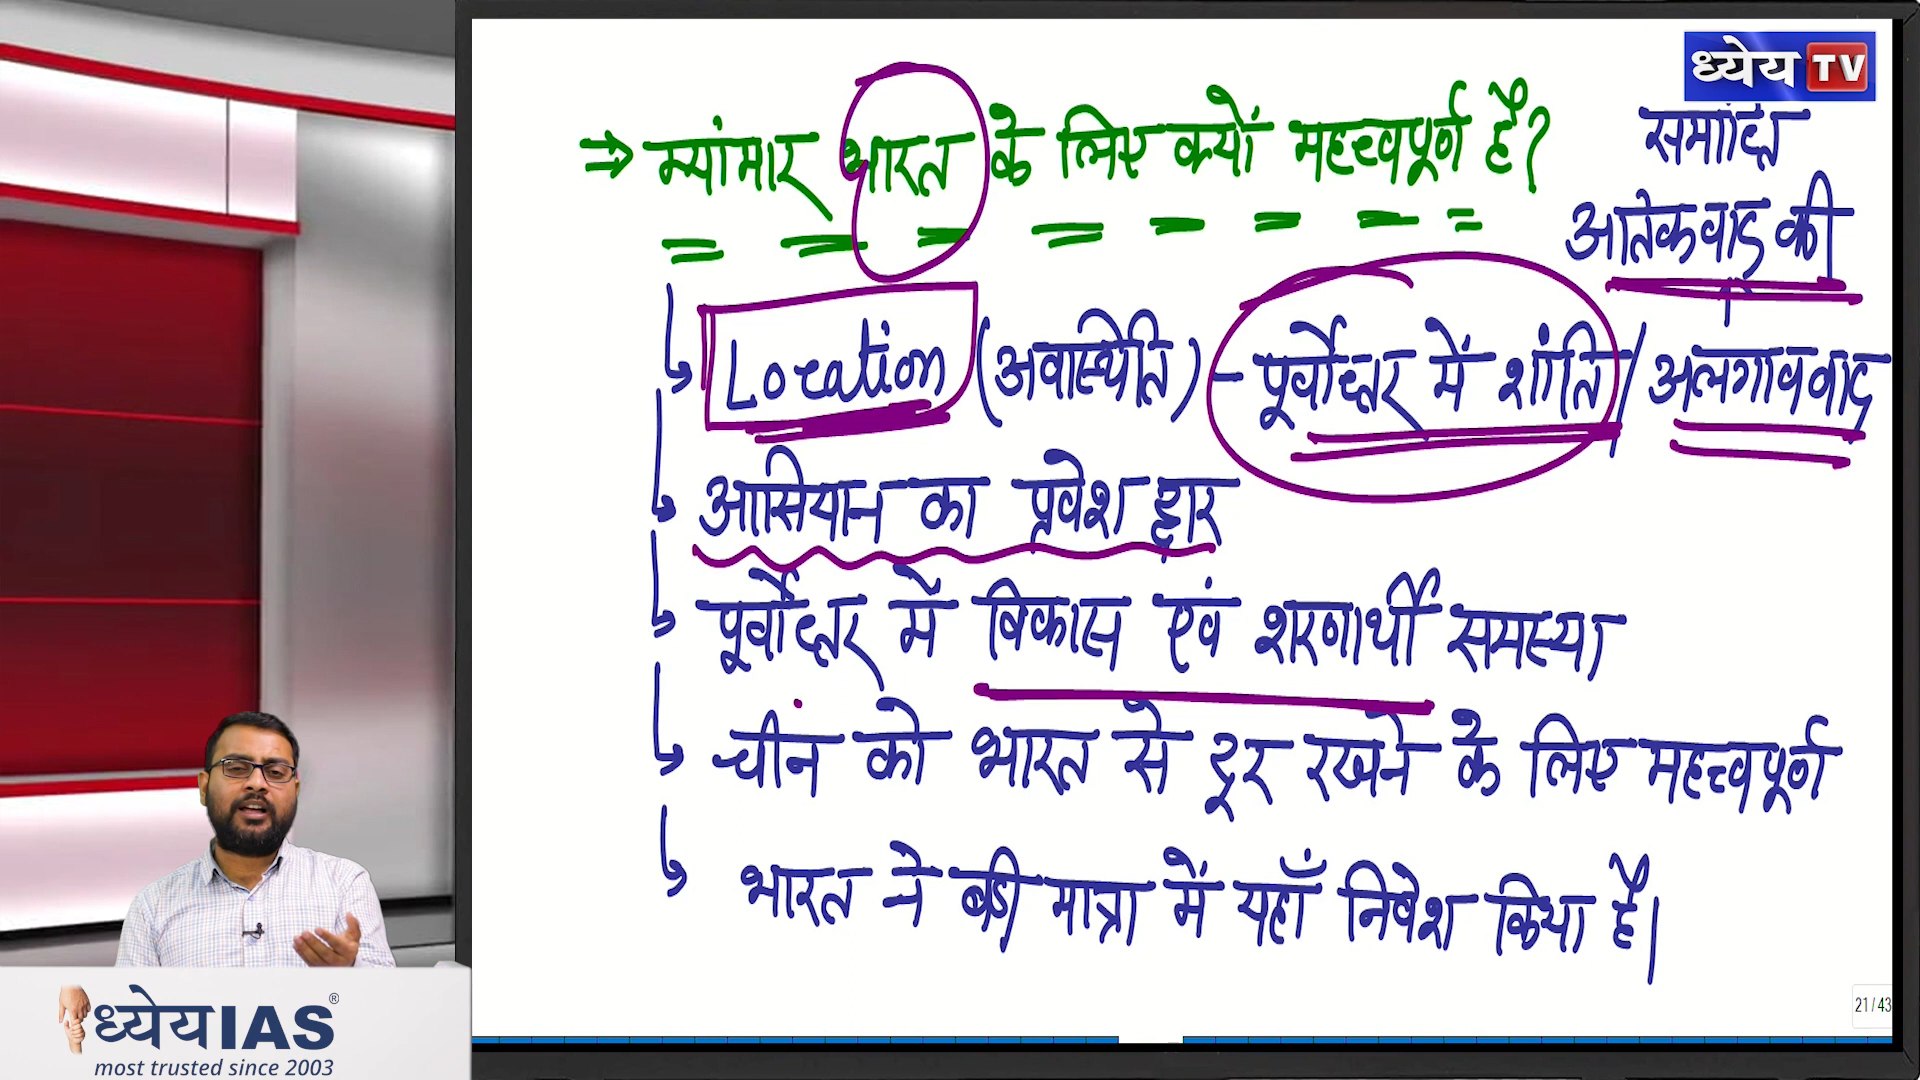 ध्येय TV
⇒ म्यांमार भारत के लिए क्यों महत्त्वपूर्ण है?
समाप्ति
आतंकवाद की
↳ Location (अवस्थिति) - पूर्वोत्तर में शांति / अलगाववाद
↳ आसियान का प्रवेश द्वार
↳ पूर्वोत्तर में विकास एवं शरणार्थी समस्या
↳ चीन को भारत से दूर रखने के लिए महत्त्वपूर्ण
↳ भारत ने बड़ी मात्रा में यहाँ निवेश किया है।
21 / 43
ध्येय IAS ®
most trusted since 2003